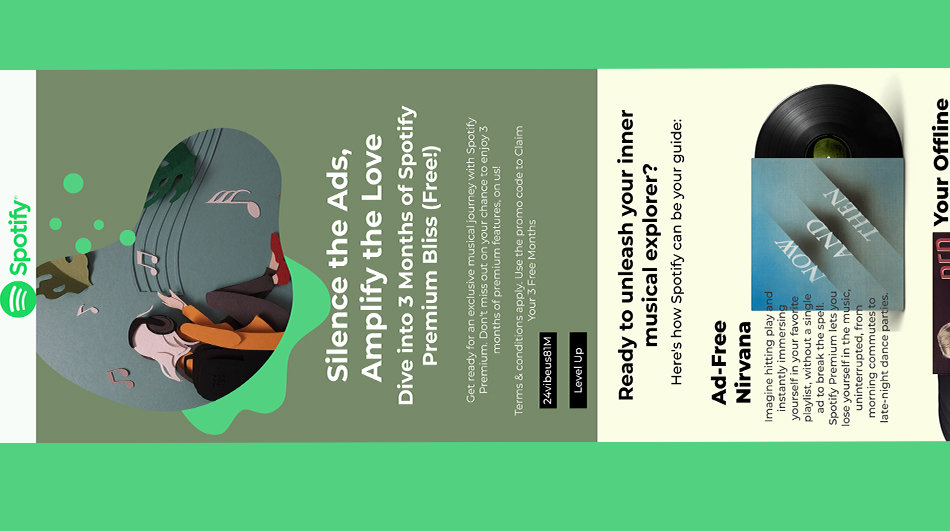 Spotify
Silence the Ads,
Amplify the Love
Dive into 3 Months of Spotify
Premium Bliss (Free!)
Get ready for an exclusive musical journey with Spotify
Premium. Don't miss out on your chance to enjoy 3
months of premium features, on us!
Terms & conditions apply. Use the promo code to Claim
Your 3 Free Months
24vibeus81M
Level Up
Ready to unleash your inner
musical explorer?
Here's how Spotify can be your guide:
Ad-Free
Nirvana
Imagine hitting play and
instantly immersing
yourself in your favorite
playlist, without a single
ad to break the spell.
Spotify Premium lets you
lose yourself in the music,
uninterrupted, from
morning commutes to
late-night dance parties.
NOW
AND
THEN
Your Offline